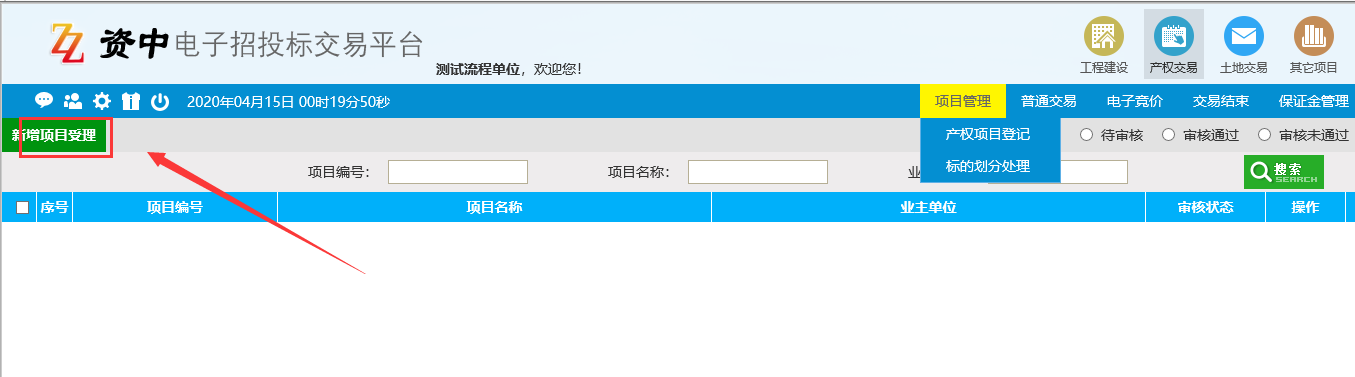 ZZ 资中 电子招投标交易平台
测试流程单位，欢迎您！
工程建设 产权交易 土地交易 其它项目
2020年04月15日 00时19分50秒
项目管理 普通交易 电子竞价 交易结束 保证金管理
产权项目登记
标的划分处理
新增项目受理
待审核 审核通过 审核未通过
项目编号： 项目名称： 业
搜索
SEARCH
序号 项目编号 项目名称 业主单位 审核状态 操作